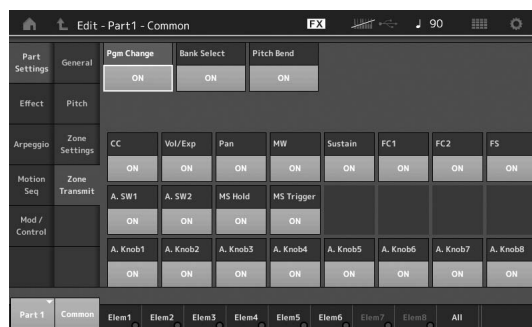 Edit - Part1 - Common FX ♩ 90
Part Settings General Pgm Change Bank Select Pitch Bend
ON ON ON
Effect Pitch
Arpeggio Zone Settings CC Vol/Exp Pan MW Sustain FC1 FC2 FS
ON ON ON ON ON ON ON ON
Motion Seq Zone Transmit A. SW1 A. SW2 MS Hold MS Trigger
ON ON ON ON
Mod / Control
A. Knob1 A. Knob2 A. Knob3 A. Knob4 A. Knob5 A. Knob6 A. Knob7 A. Knob8
ON ON ON ON ON ON ON ON
Part 1 Common Elem1 Elem2 Elem3 Elem4 Elem5 Elem6 Elem7 Elem8 All